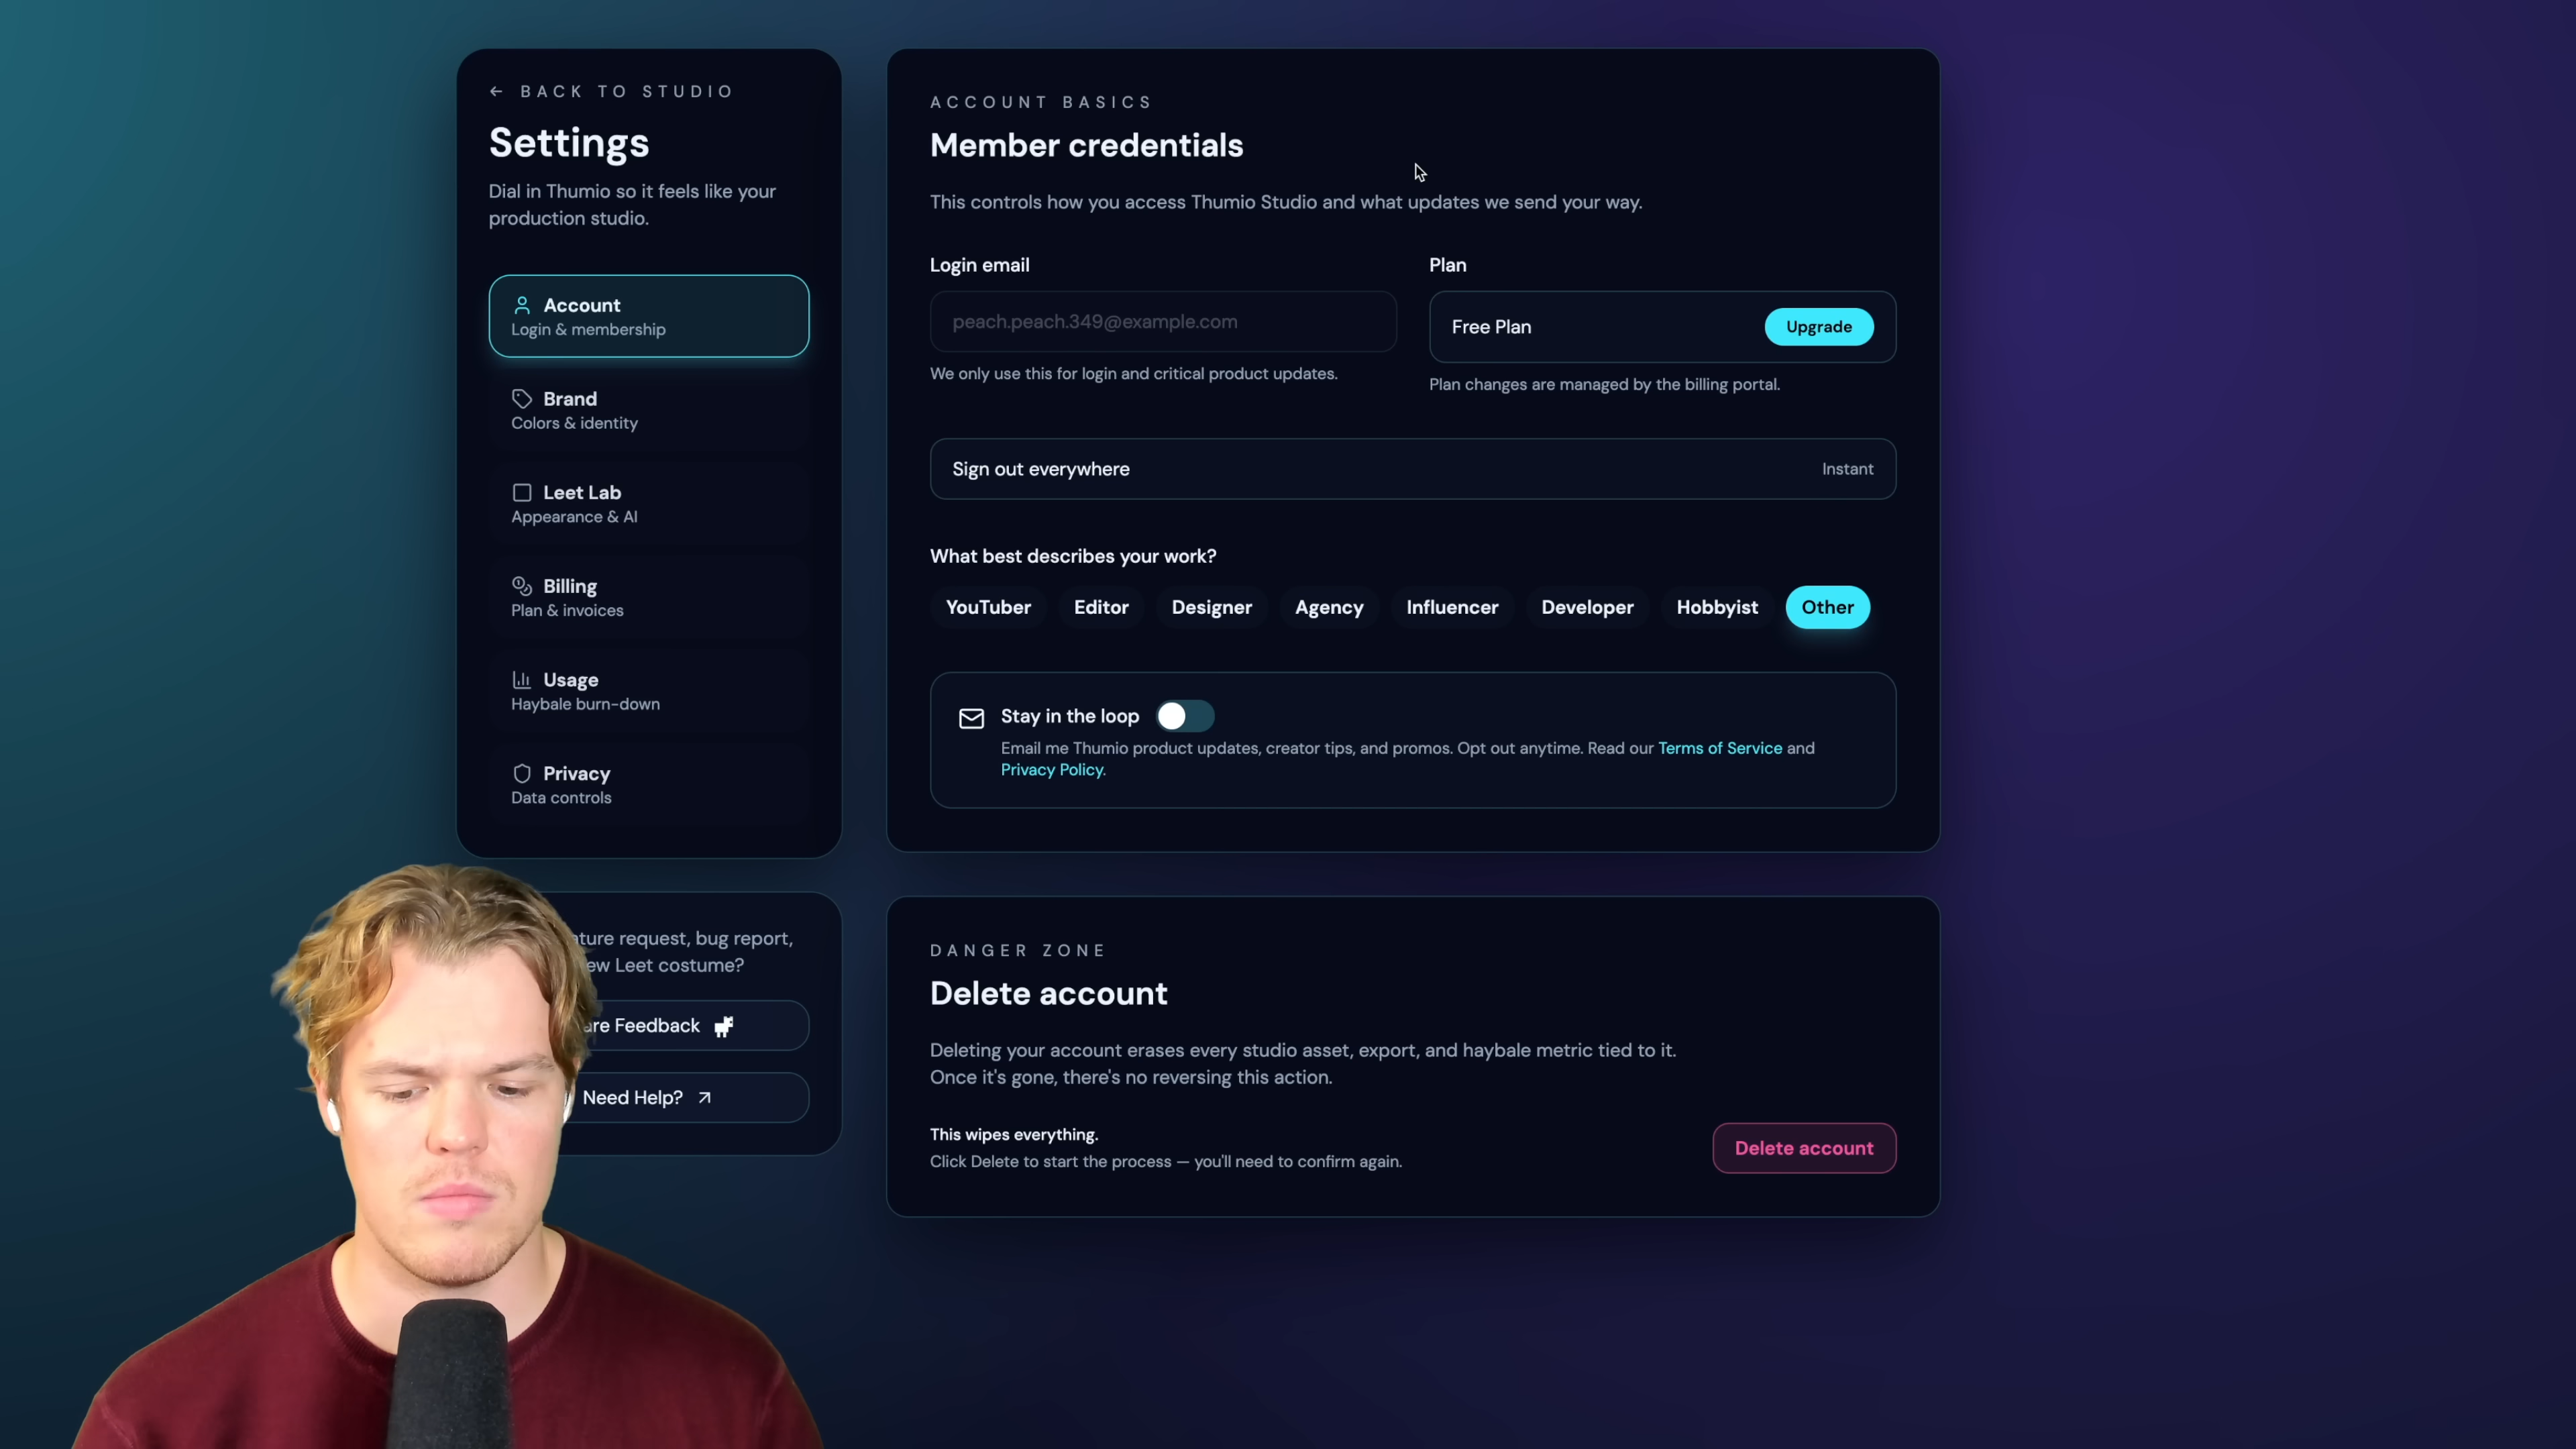 ← BACK TO STUDIO
Settings
Dial in Thumio so it feels like your
production studio.
Account
Login & membership
Brand
Colors & identity
Leet Lab
Appearance & AI
Billing
Plan & invoices
Usage
Haybale burn-down
Privacy
Data controls
request, bug report,
Leet costume?
Feedback
Need Help?
ACCOUNT BASICS
Member credentials
This controls how you access Thumio Studio and what updates we send your way.
Login email
peach.peach.349@example.com
We only use this for login and critical product updates.
Plan
Free Plan
Upgrade
Plan changes are managed by the billing portal.
Sign out everywhere
Instant
What best describes your work?
YouTuber Editor Designer Agency Influencer Developer Hobbyist Other
Stay in the loop
Email me Thumio product updates, creator tips, and promos. Opt out anytime. Read our Terms of Service and
Privacy Policy.
DANGER ZONE
Delete account
Deleting your account erases every studio asset, export, and haybale metric tied to it.
Once it's gone, there's no reversing this action.
This wipes everything.
Click Delete to start the process — you'll need to confirm again.
Delete account